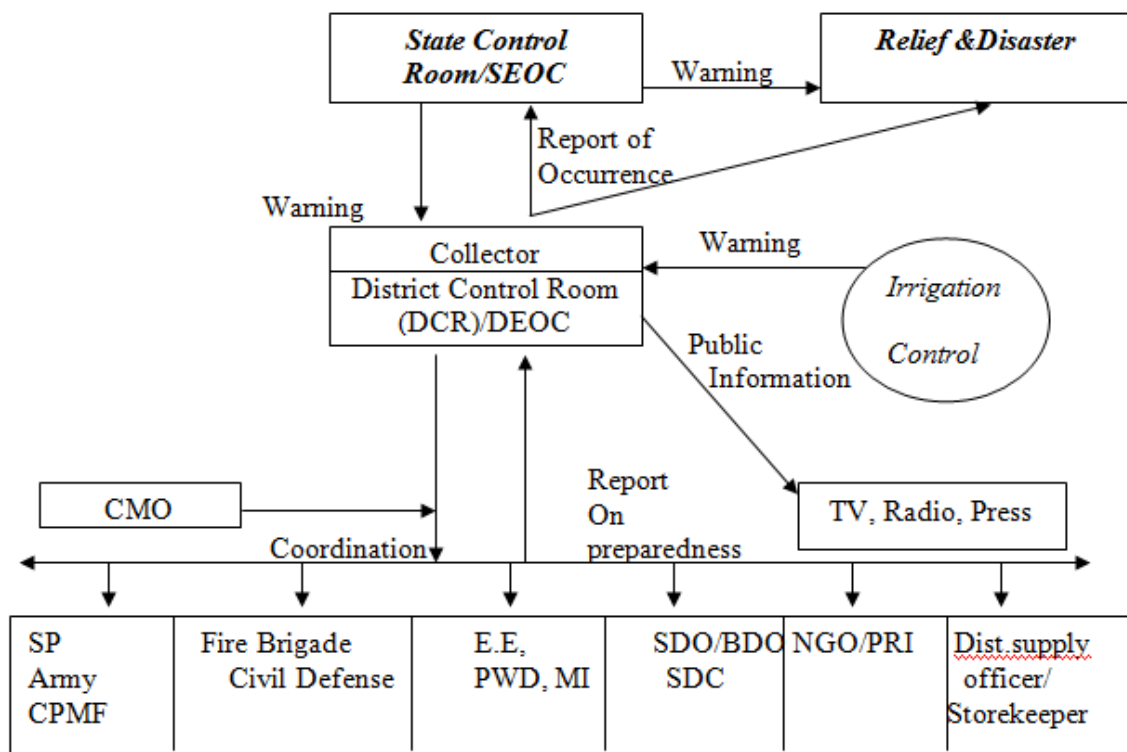 State Control
Room/SEOC
Relief &Disaster
Warning
Report of
Occurrence
Warning
Collector
District Control Room
(DCR)/DEOC
Warning
Irrigation
Control
Public
Information
CMO
Coordination
Report
On
preparedness
TV, Radio, Press
SP
Army
CPMF
Fire Brigade
Civil Defense
E.E,
PWD, MI
SDO/BDO
SDC
NGO/PRI
Dist.supply
officer/
Storekeeper